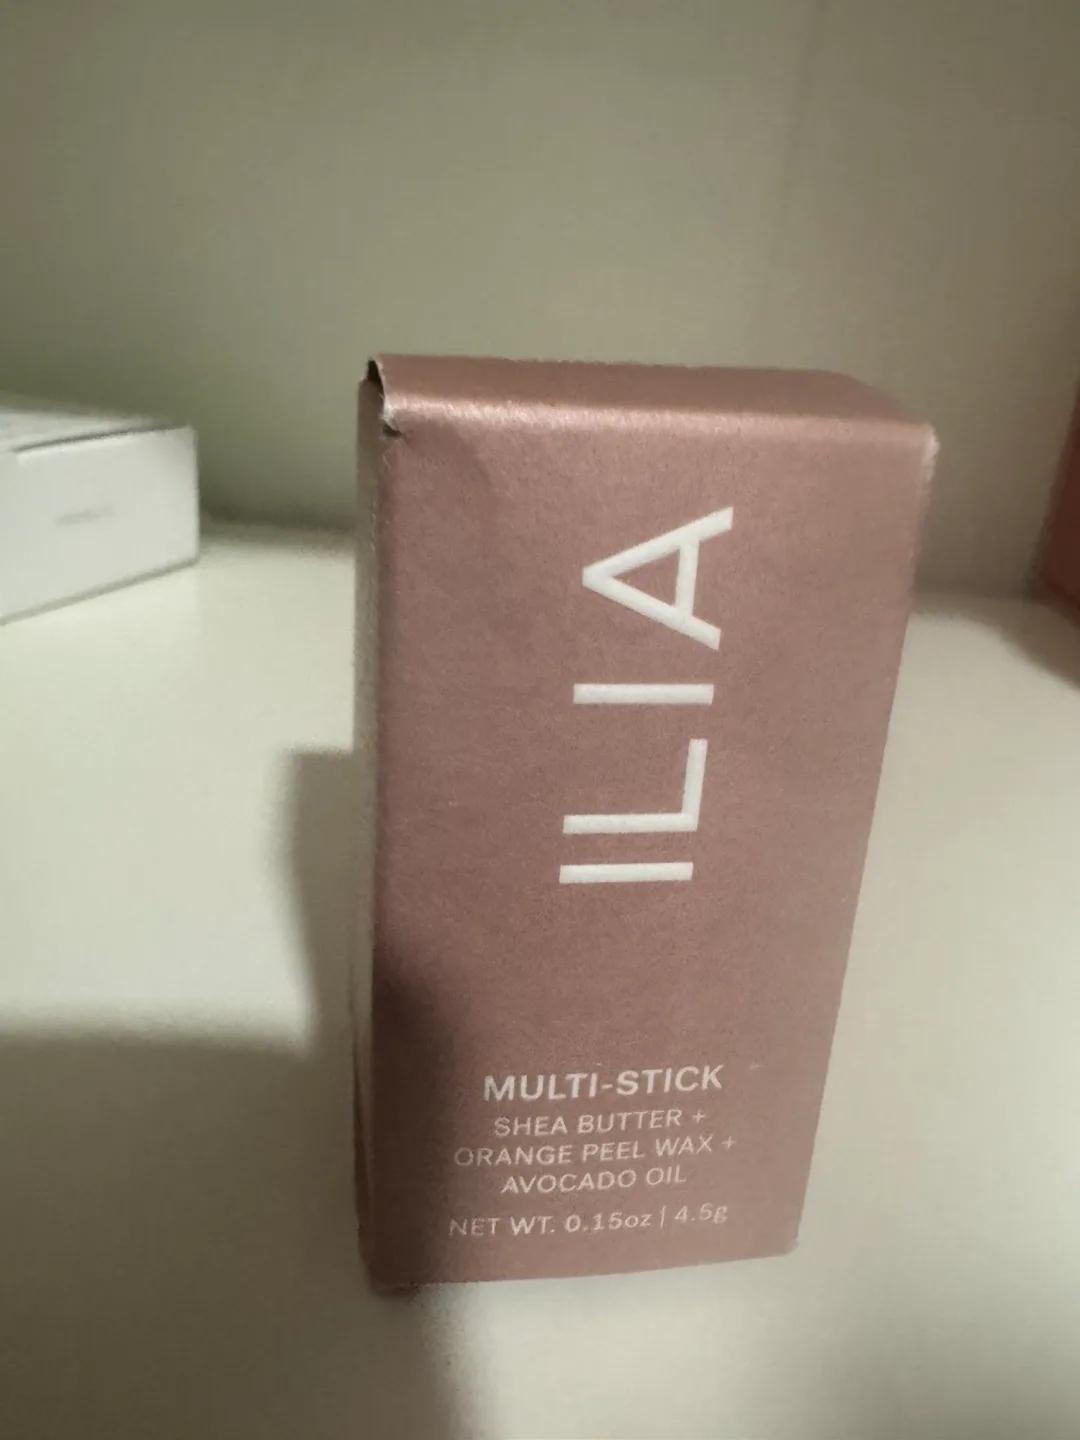 ILIA
MULTI-STICK
SHEA BUTTER +
ORANGE PEEL WAX +
AVOCADO OIL
NET WT. 0.15oz | 4.5g